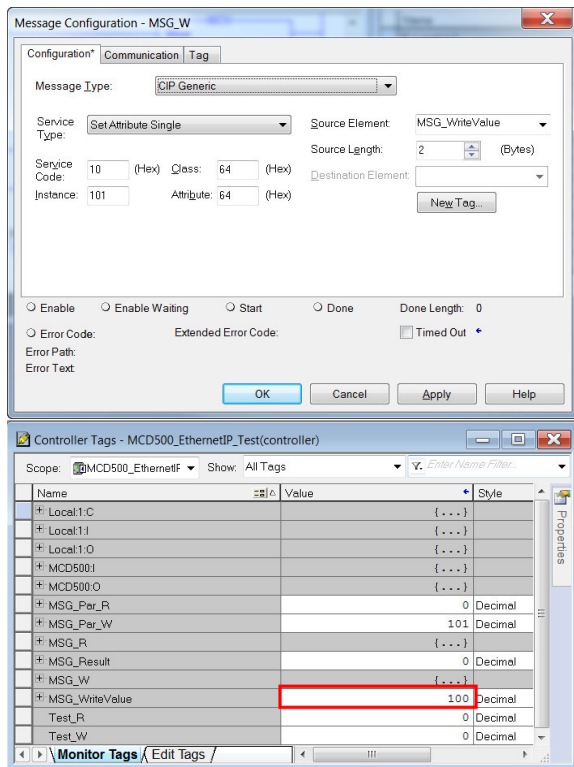 Message Configuration - MSG_W
Configuration* Communication Tag
Message Type: CIP Generic
Service Type: Set Attribute Single Source Element: MSG_WriteValue
Source Length: 2 (Bytes)
Service Code: 10 (Hex) Class: 64 (Hex) Destination Element:
Instance: 101 Attribute: 64 (Hex) New Tag...
Enable Enable Waiting Start Done Done Length: 0
Error Code: Extended Error Code: Timed Out
Error Path:
Error Text:
OK Cancel Apply Help
Controller Tags - MCD500_EthernetIP_Test(controller)
Scope: MCD500_EthernetIF Show: All Tags Enter Name Filter...
Name Value Style
Local:1:C {...}
Local:1:I {...}
Local:1:O {...}
MCD500:I {...}
MCD500:O {...}
MSG_Par_R 0 Decimal
MSG_Par_W 101 Decimal
MSG_R {...}
MSG_Result 0 Decimal
MSG_W {...}
MSG_WriteValue 100 Decimal
Test_R 0 Decimal
Test_W 0 Decimal
Monitor Tags Edit Tags
Properties